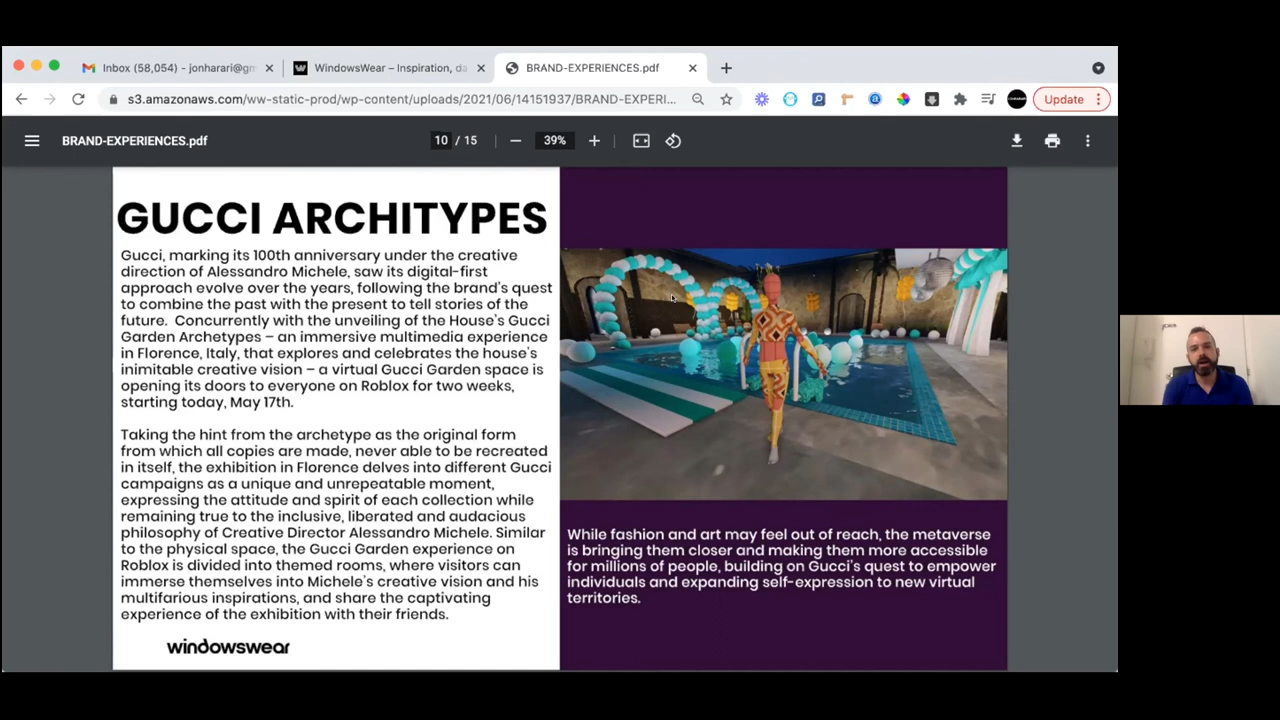 Inbox (58,054) - jonharari@gm
WindowsWear – Inspiration, da
BRAND-EXPERIENCES.pdf
s3.amazonaws.com/ww-static-prod/wp-content/uploads/2021/06/14151937/BRAND-EXPERI...
Update
BRAND-EXPERIENCES.pdf
10 / 15
39%
GUCCI ARCHITYPES
Gucci, marking its 100th anniversary under the creative
direction of Alessandro Michele, saw its digital-first
approach evolve over the years, following the brand's quest
to combine the past with the present to tell stories of the
future. Concurrently with the unveiling of the House's Gucci
Garden Archetypes – an immersive multimedia experience
in Florence, Italy, that explores and celebrates the house's
inimitable creative vision – a virtual Gucci Garden space is
opening its doors to everyone on Roblox for two weeks,
starting today, May 17th.
Taking the hint from the archetype as the original form
from which all copies are made, never able to be recreated
in itself, the exhibition in Florence delves into different Gucci
campaigns as a unique and unrepeatable moment,
expressing the attitude and spirit of each collection while
remaining true to the inclusive, liberated and audacious
philosophy of Creative Director Alessandro Michele. Similar
to the physical space, the Gucci Garden experience on
Roblox is divided into themed rooms, where visitors can
immerse themselves into Michele's creative vision and his
multifarious inspirations, and share the captivating
experience of the exhibition with their friends.
windowswear
While fashion and art may feel out of reach, the metaverse
is bringing them closer and making them more accessible
for millions of people, building on Gucci's quest to empower
individuals and expanding self-expression to new virtual
territories.